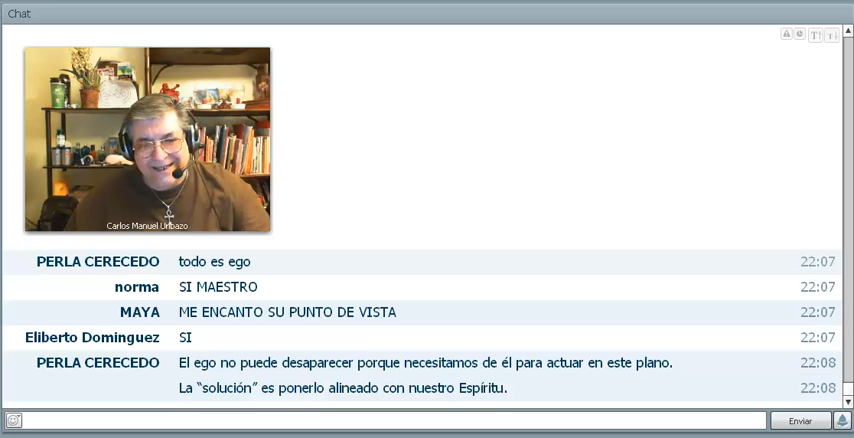 Chat
Carlos Manuel Uribazo
PERLA CERECEDO todo es ego 22:07
norma SI MAESTRO 22:07
MAYA ME ENCANTO SU PUNTO DE VISTA 22:07
Eliberto Dominguez SI 22:07
PERLA CERECEDO El ego no puede desaparecer porque necesitamos de él para actuar en este plano. 22:08
La “solución” es ponerlo alineado con nuestro Espíritu. 22:08
Enviar